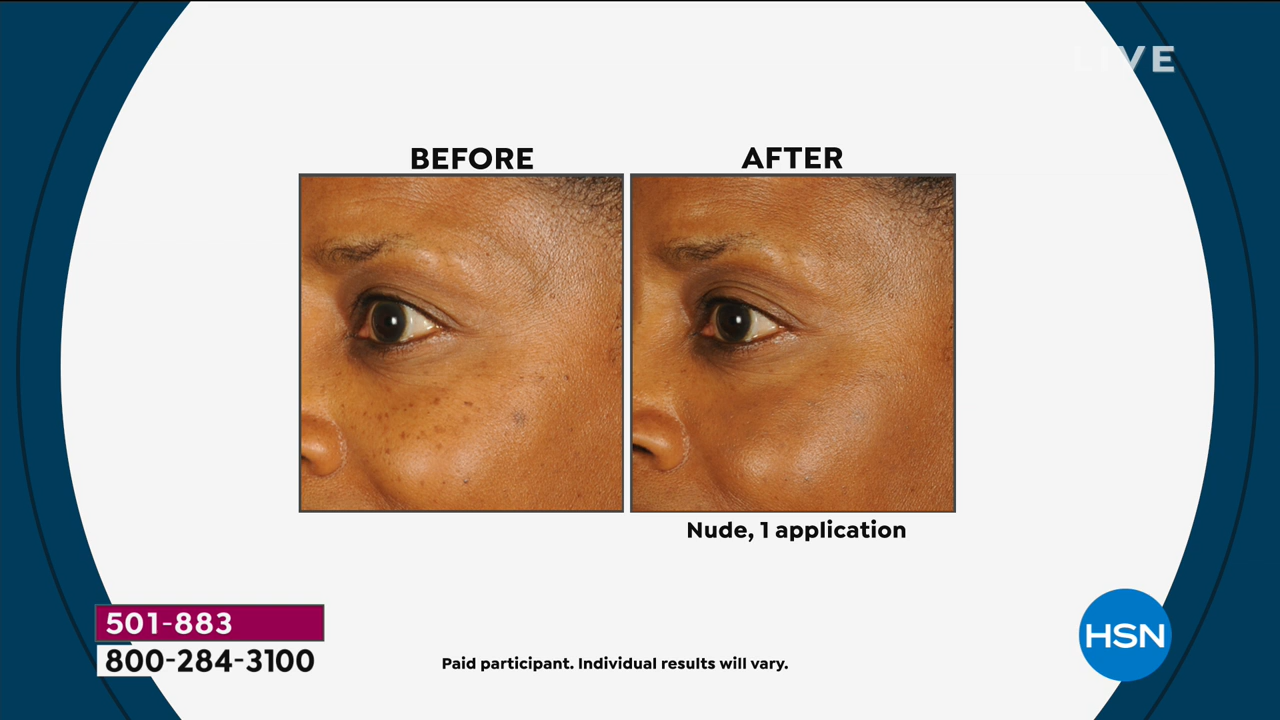 LIVE
BEFORE
AFTER
Nude, 1 application
501-883
800-284-3100
Paid participant. Individual results will vary.
HSN